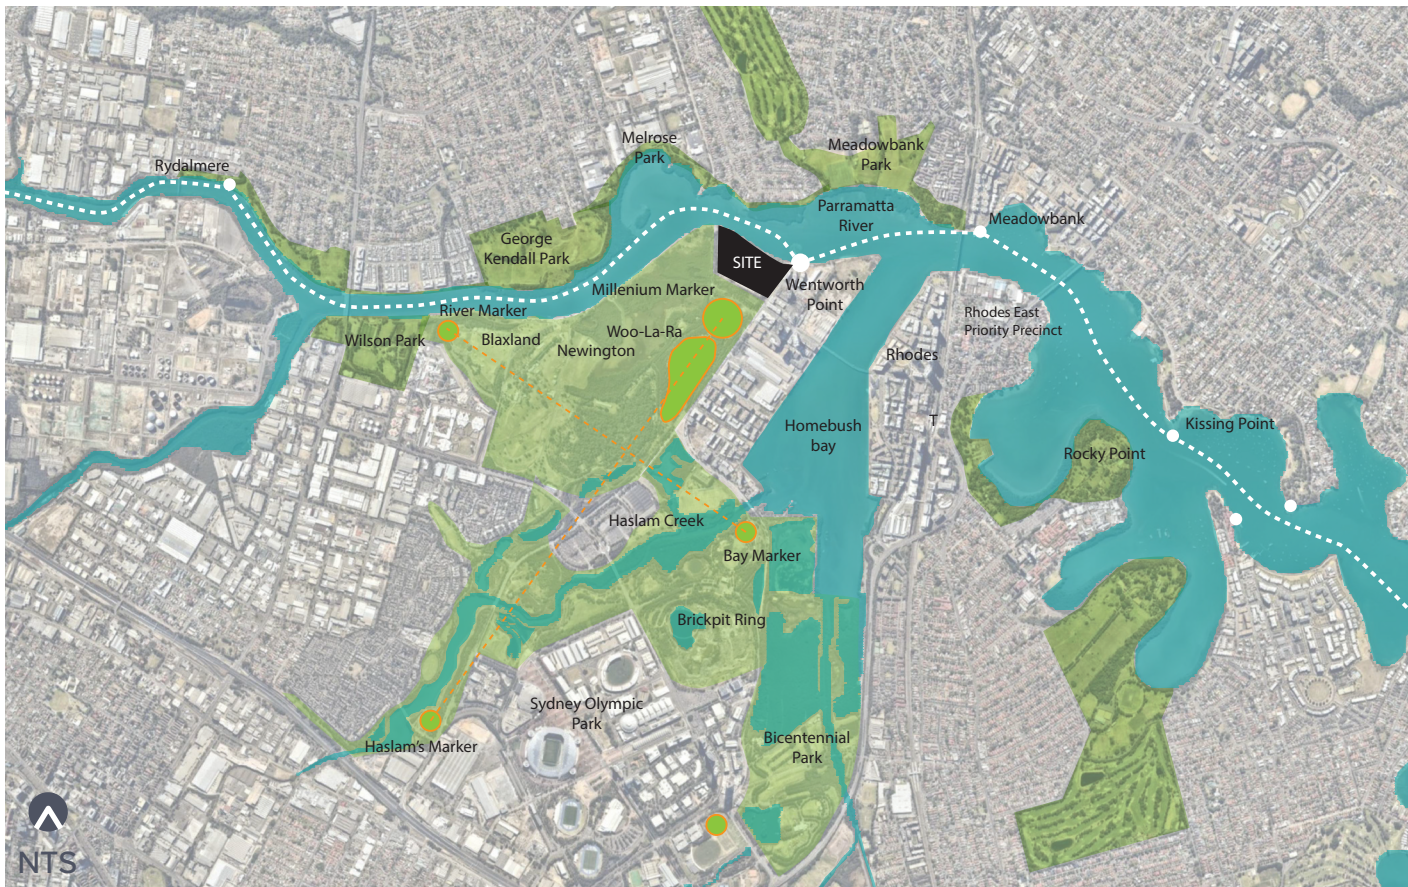 Melrose
Park
Meadowbank
Park
Rydalmere
Parramatta
River
Meadowbank
George
Kendall Park
SITE
Millenium Marker
Wentworth
Point
River Marker
Rhodes East
Priority Precinct
Wilson Park
Blaxland
Woo-La-Ra
Newington
Rhodes
T
Homebush
bay
Kissing Point
Rocky Point
Haslam Creek
Bay Marker
Brickpit Ring
Sydney Olympic
Park
Haslam's Marker
Bicentennial
Park
NTS